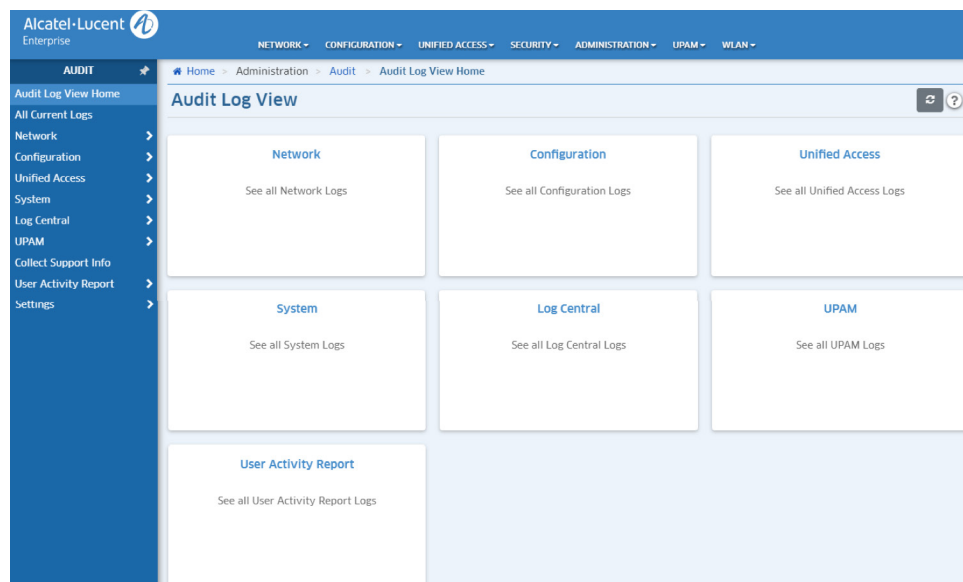 Alcatel·Lucent
Enterprise
NETWORK CONFIGURATION UNIFIED ACCESS SECURITY ADMINISTRATION UPAM WLAN
AUDIT
Home > Administration > Audit > Audit Log View Home
Audit Log View Home
All Current Logs
Network
Configuration
Unified Access
System
Log Central
UPAM
Collect Support Info
User Activity Report
Settings
Audit Log View
?
Network
See all Network Logs
Configuration
See all Configuration Logs
Unified Access
See all Unified Access Logs
System
See all System Logs
Log Central
See all Log Central Logs
UPAM
See all UPAM Logs
User Activity Report
See all User Activity Report Logs